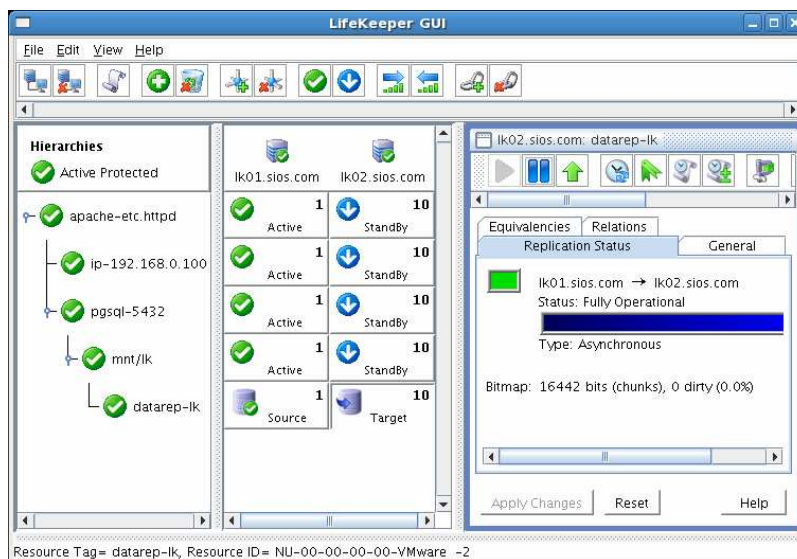 LifeKeeper GUI
File Edit View Help
Hierarchies
Active Protected
lk01.sios.com lk02.sios.com
apache-etc.httpd
1 Active 10 StandBy
ip-192.168.0.100
1 Active 10 StandBy
pgsql-5432
1 Active 10 StandBy
mnt/lk
1 Active 10 StandBy
datarep-lk
1 Source 10 Target
lk02.sios.com: datarep-lk
Equivalencies Relations
Replication Status General
lk01.sios.com → lk02.sios.com
Status: Fully Operational
Type: Asynchronous
Bitmap: 16442 bits (chunks), 0 dirty (0.0%)
Apply Changes Reset Help
Resource Tag= datarep-lk, Resource ID= NU-00-00-00-00-VMware -2